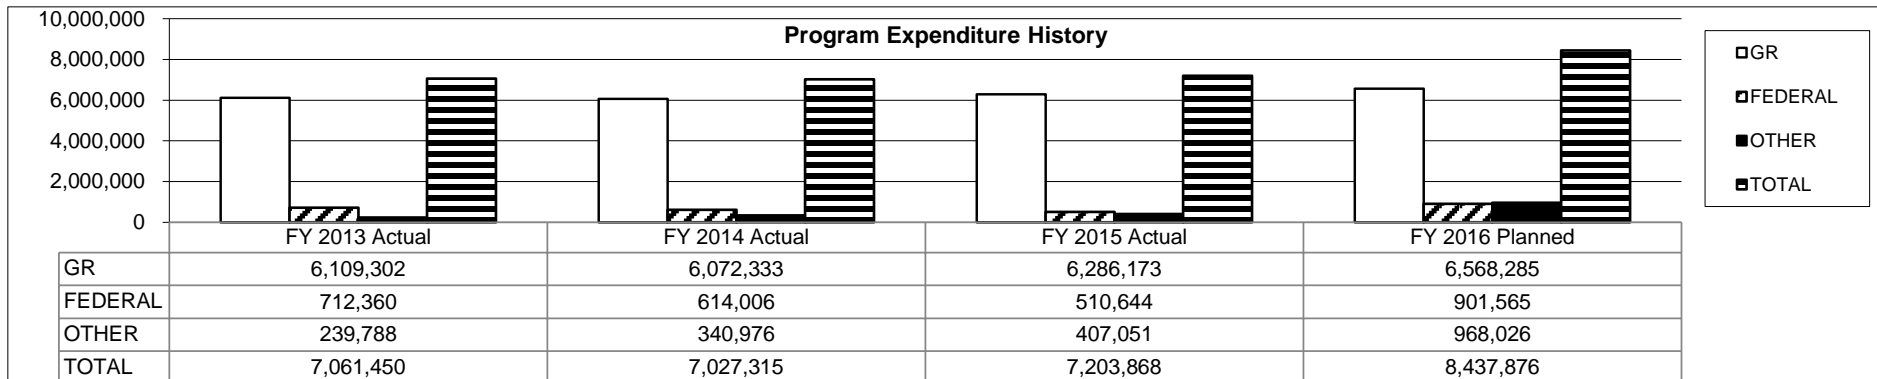 Program Expenditure History
10,000,000
8,000,000
6,000,000
4,000,000
2,000,000
0
GR
FEDERAL
OTHER
TOTAL
FY 2013 Actual FY 2014 Actual FY 2015 Actual FY 2016 Planned
GR 6,109,302 6,072,333 6,286,173 6,568,285
FEDERAL 712,360 614,006 510,644 901,565
OTHER 239,788 340,976 407,051 968,026
TOTAL 7,061,450 7,027,315 7,203,868 8,437,876